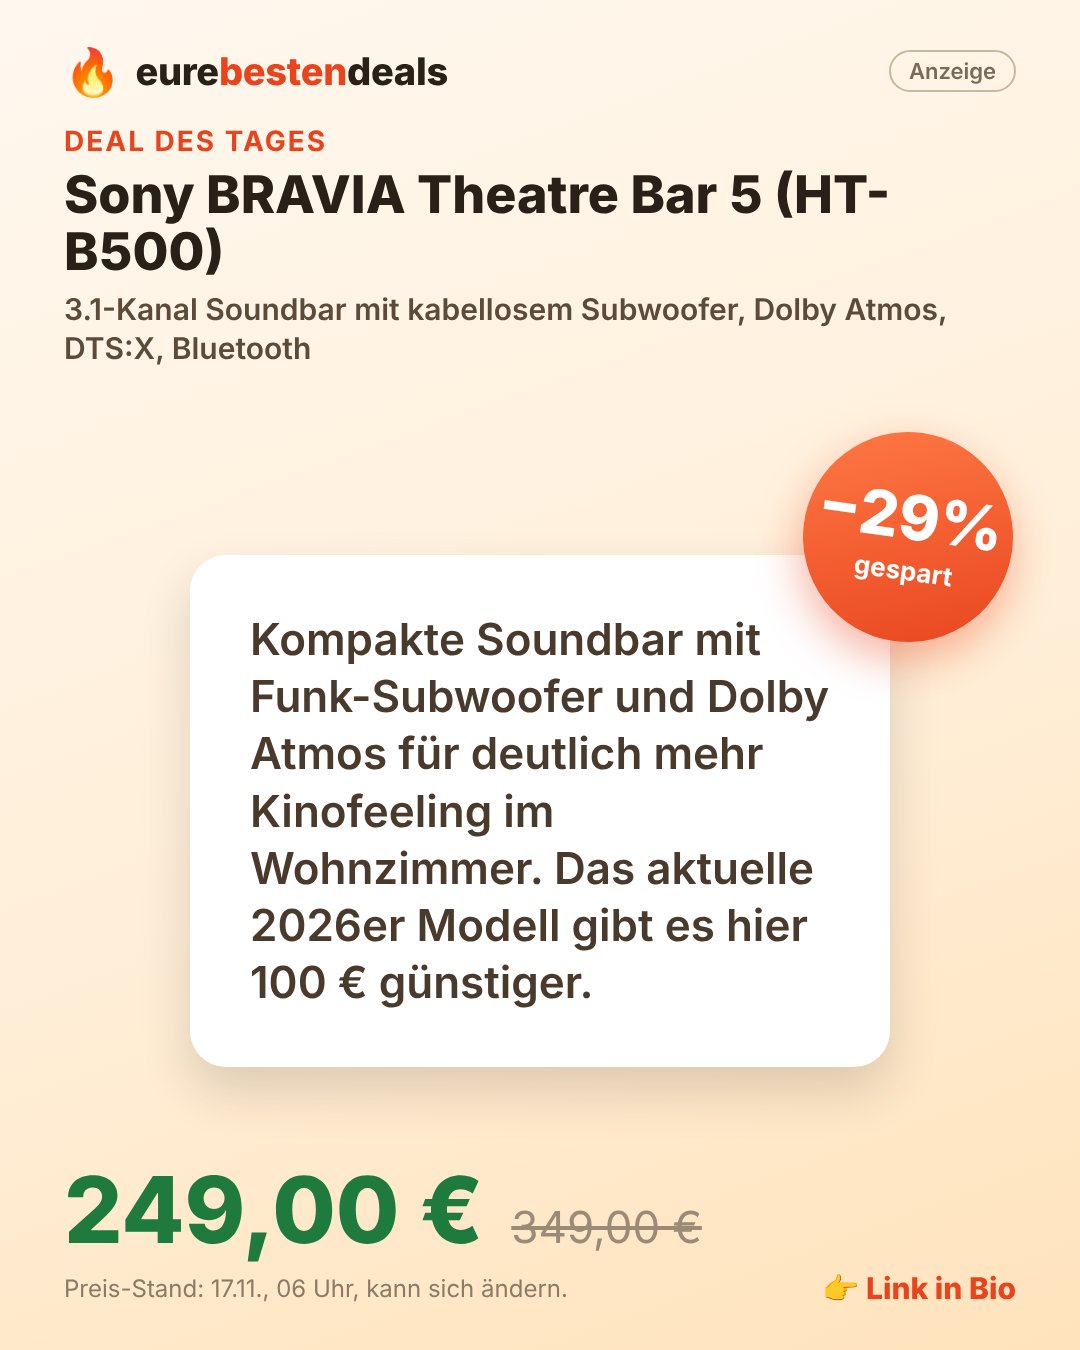 eurebestendeals
Anzeige
DEAL DES TAGES
Sony BRAVIA Theatre Bar 5 (HT-
B500)
3.1-Kanal Soundbar mit kabellosem Subwoofer, Dolby Atmos,
DTS:X, Bluetooth
−29%
gespart
Kompakte Soundbar mit
Funk-Subwoofer und Dolby
Atmos für deutlich mehr
Kinofeeling im
Wohnzimmer. Das aktuelle
2026er Modell gibt es hier
100 € günstiger.
249,00 € 349,00 €
Preis-Stand: 17.11., 06 Uhr, kann sich ändern.
👉 Link in Bio